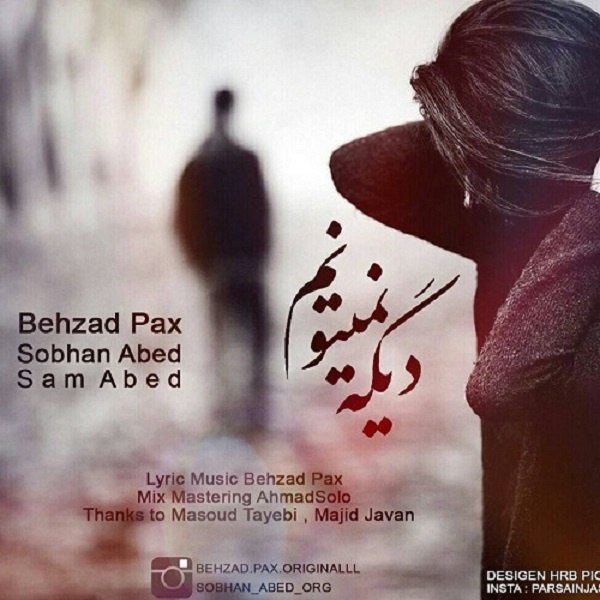 دیگه
نمیتونم
Behzad Pax
Sobhan Abed
Sam Abed
Lyric Music Behzad Pax
Mix Mastering AhmadSolo
Thanks to Masoud Tayebi , Majid Javan
BEHZAD.PAX.ORIGINALLL
SOBHAN_ABED_ORG
DESIGEN HRB PIC
INSTA : PARSAINJAS